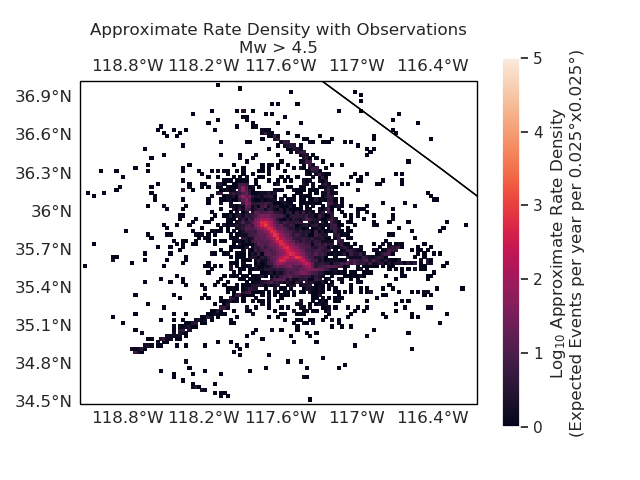 Approximate Rate Density with Observations
Mw > 4.5
118.8°W 118.2°W 117.6°W 117°W 116.4°W
36.9°N
36.6°N
36.3°N
36°N
35.7°N
35.4°N
35.1°N
34.8°N
34.5°N
118.8°W 118.2°W 117.6°W 117°W 116.4°W
5
4
3
2
1
0
Log₁₀ Approximate Rate Density
(Expected Events per year per 0.025°x0.025°)